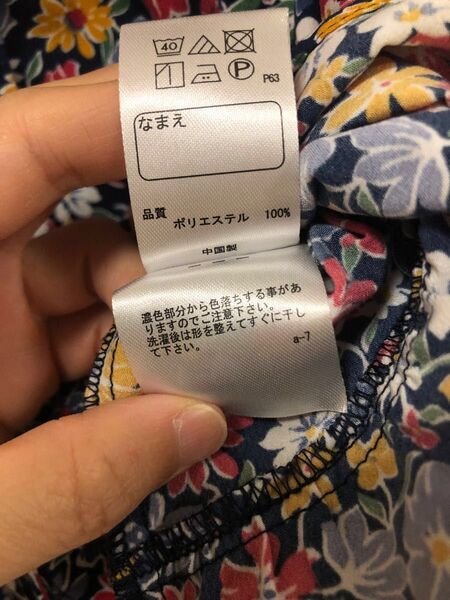 40
P
P63
なまえ
品質 ポリエステル 100%
中国製
濃色部分から色落ちする事があ
りますのでご注意下さい。
洗濯後は形を整えてすぐに干し
て下さい。
a-7